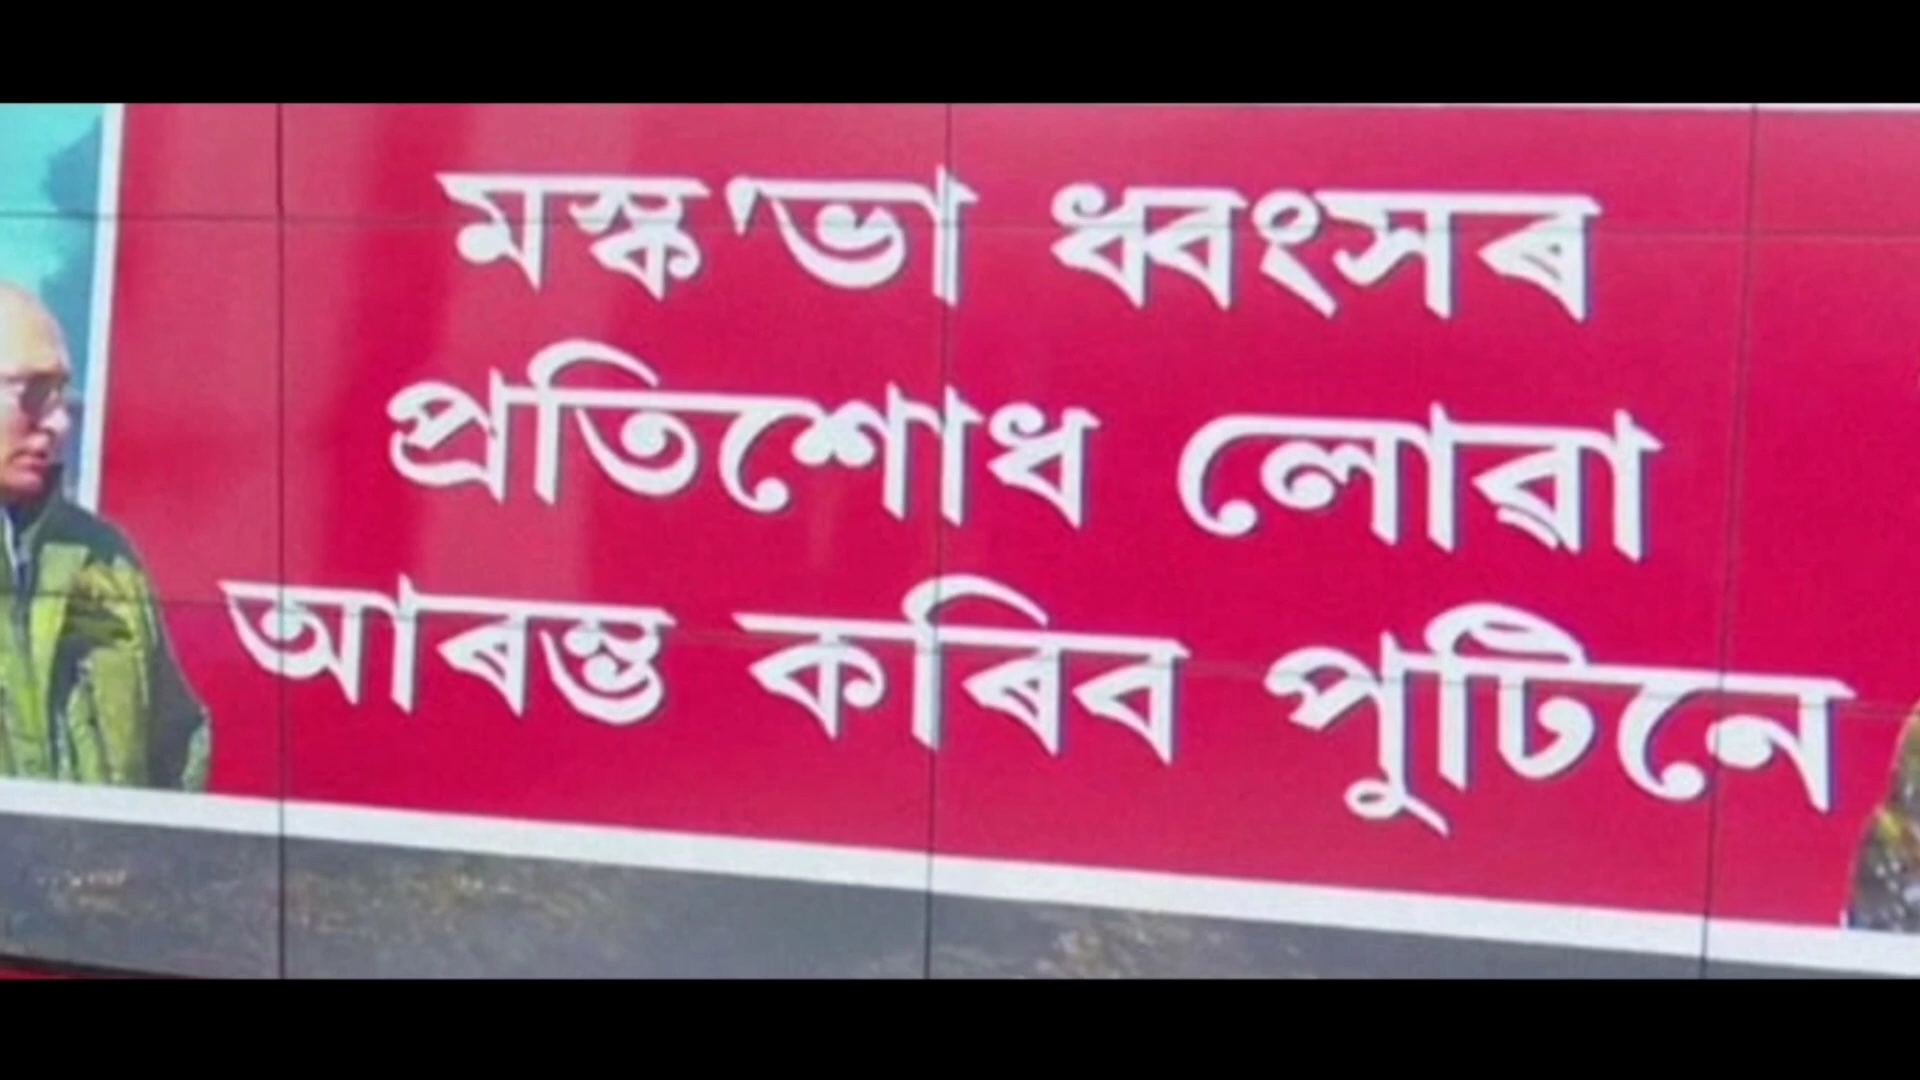 মস্ক'ভা ধ্বংসৰ
প্ৰতিশোধ লোৱা
আৰম্ভ কৰিব পুটিনে